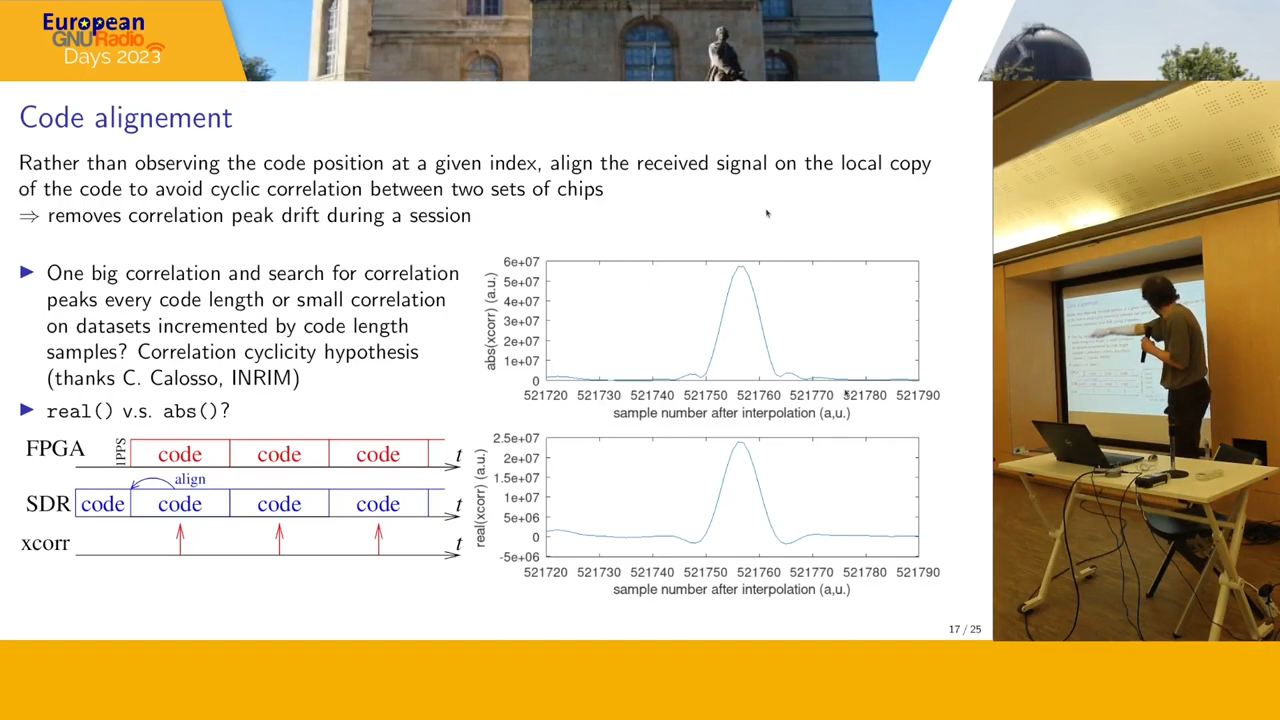 European
GNURadio
Days 2023
Code alignement
Rather than observing the code position at a given index, align the received signal on the local copy
of the code to avoid cyclic correlation between two sets of chips
⇒ removes correlation peak drift during a session
▶ One big correlation and search for correlation
peaks every code length or small correlation
on datasets incremented by code length
samples? Correlation cyclicity hypothesis
(thanks C. Calosso, INRIM)
▶ real() v.s. abs()?
FPGA 1PPS code code code t
align
SDR code code code code t
xcorr t
abs(xcorr) (a.u.)
6e+07
5e+07
4e+07
3e+07
2e+07
1e+07
0
521720 521730 521740 521750 521760 521770 521780 521790
sample number after interpolation (a,u.)
real(xcorr) (a.u.)
2.5e+07
2e+07
1.5e+07
1e+07
5e+06
0
-5e+06
521720 521730 521740 521750 521760 521770 521780 521790
sample number after interpolation (a,u.)
17 / 25